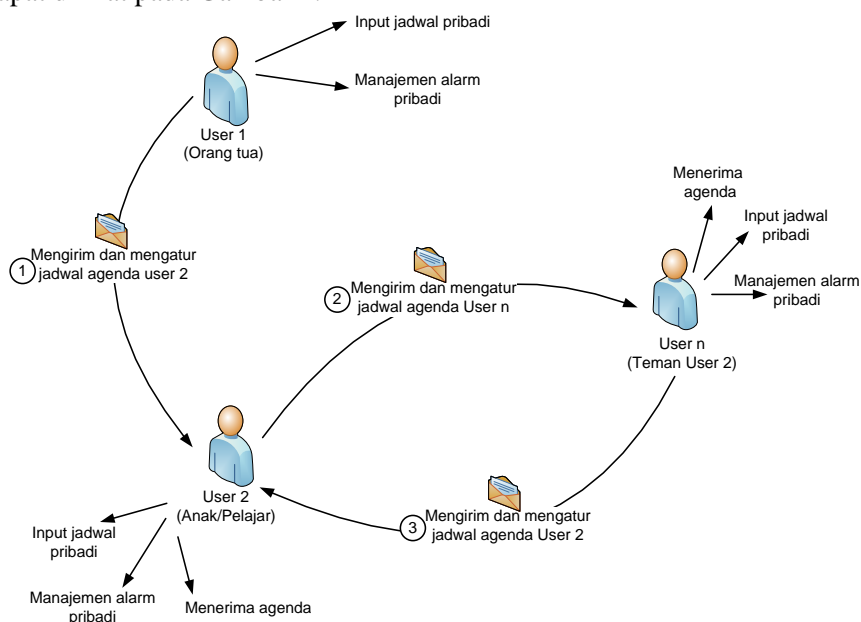 Input jadwal pribadi
Manajemen alarm
pribadi
User 1
(Orang tua)
1
Mengirim dan mengatur
jadwal agenda user 2
2
Mengirim dan mengatur
jadwal agenda User n
Menerima
agenda
Input jadwal
pribadi
Manajemen alarm
pribadi
User n
(Teman User 2)
User 2
(Anak/Pelajar)
3
Mengirim dan mengatur
jadwal agenda User 2
Input jadwal
pribadi
Manajemen alarm
pribadi
Menerima agenda